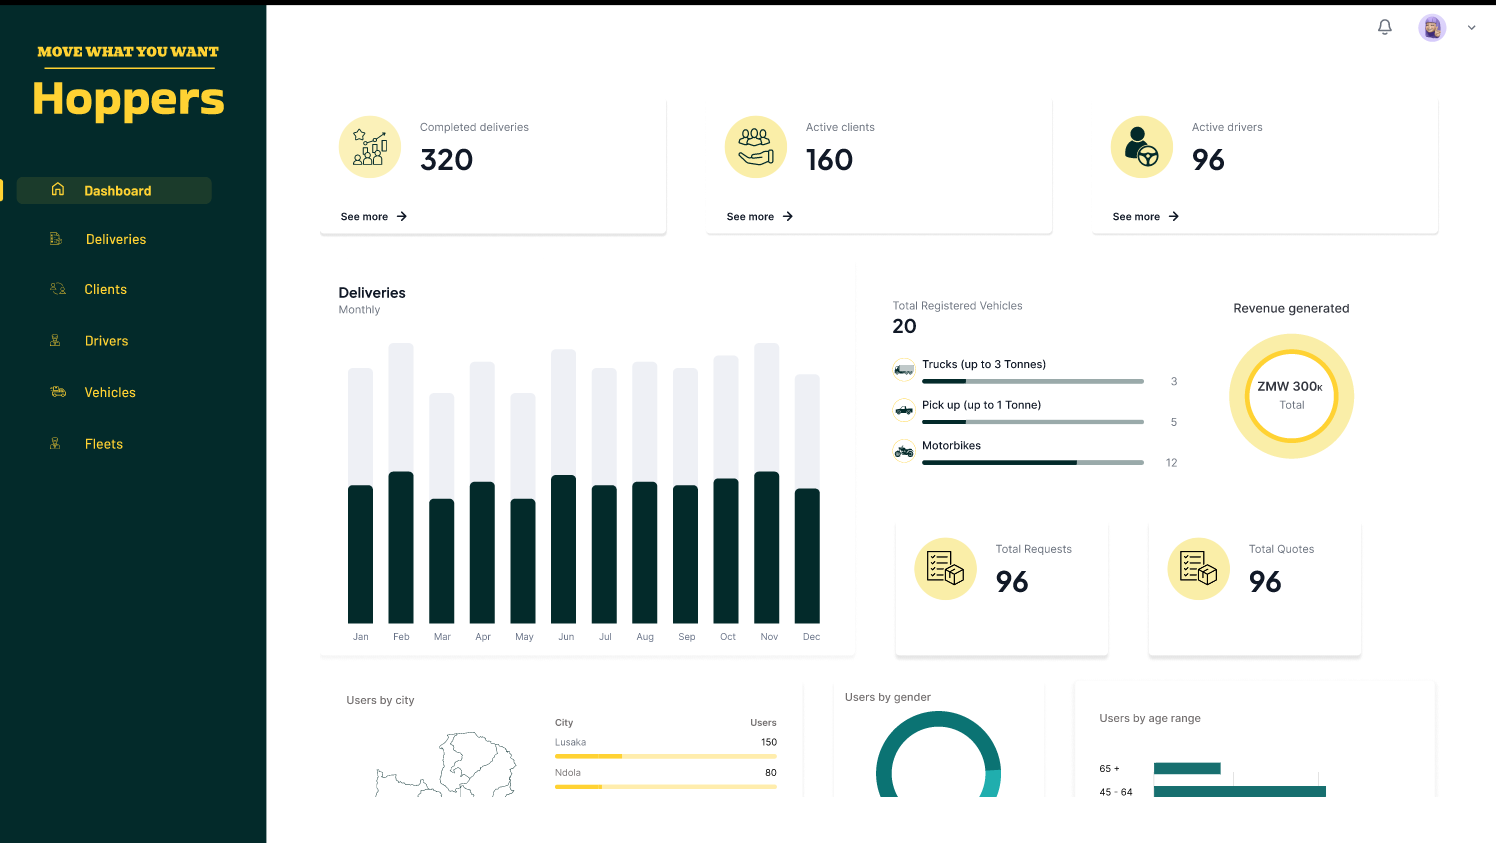 MOVE WHAT YOU WANT
Hoppers
Dashboard
Deliveries
Clients
Drivers
Vehicles
Fleets
Completed deliveries
320
See more
Active clients
160
See more
Active drivers
96
See more
Deliveries
Monthly
Jan Feb Mar Apr May Jun Jul Aug Sep Oct Nov Dec
Total Registered Vehicles
20
Trucks (up to 3 Tonnes)
3
Pick up (up to 1 Tonne)
5
Motorbikes
12
Revenue generated
ZMW 300K
Total
Total Requests
96
Total Quotes
96
Users by city
City Users
Lusaka 150
Ndola 80
Users by gender
Users by age range
65 +
45 - 64